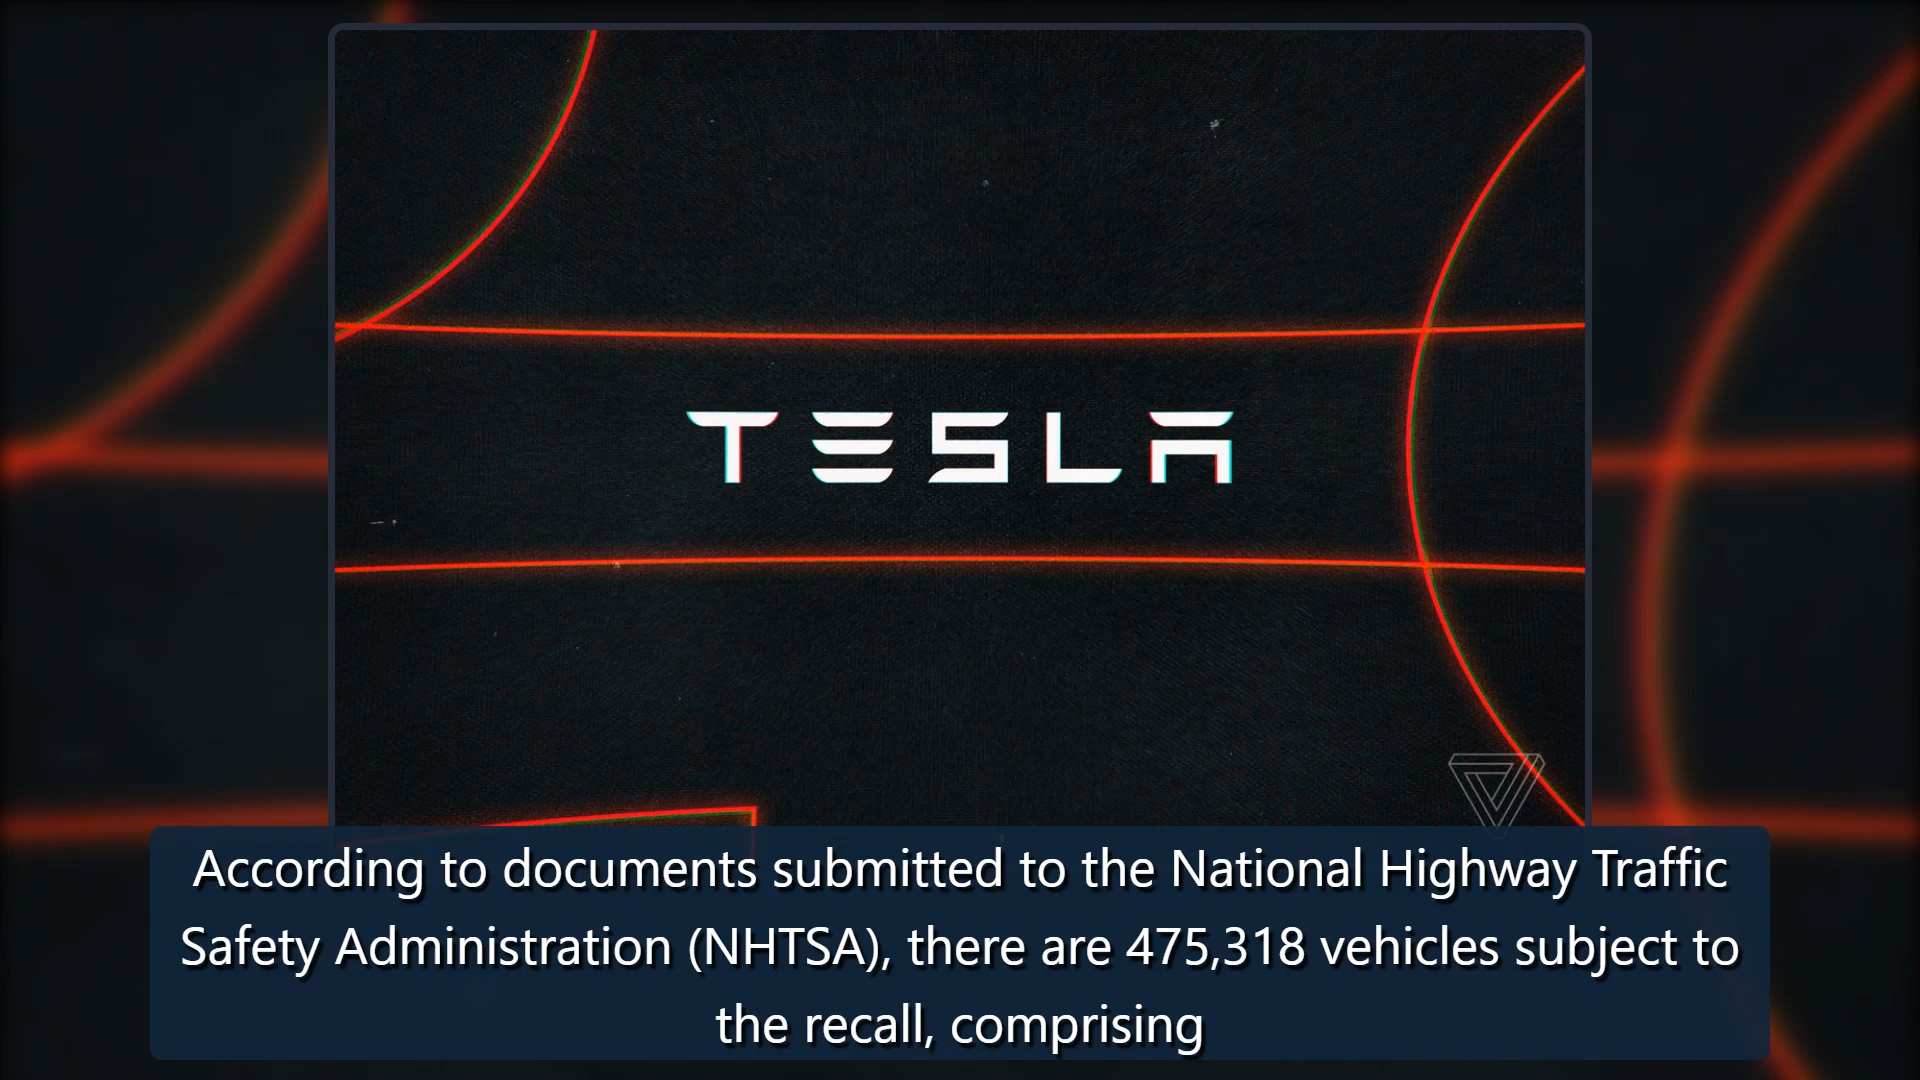 TESLA
According to documents submitted to the National Highway Traffic
Safety Administration (NHTSA), there are 475,318 vehicles subject to
the recall, comprising